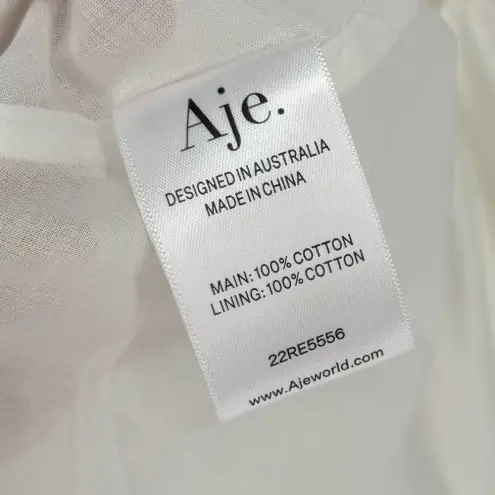 Aje.
DESIGNED IN AUSTRALIA
MADE IN CHINA
MAIN: 100% COTTON
LINING: 100% COTTON
22RE5556
www.Ajeworld.com